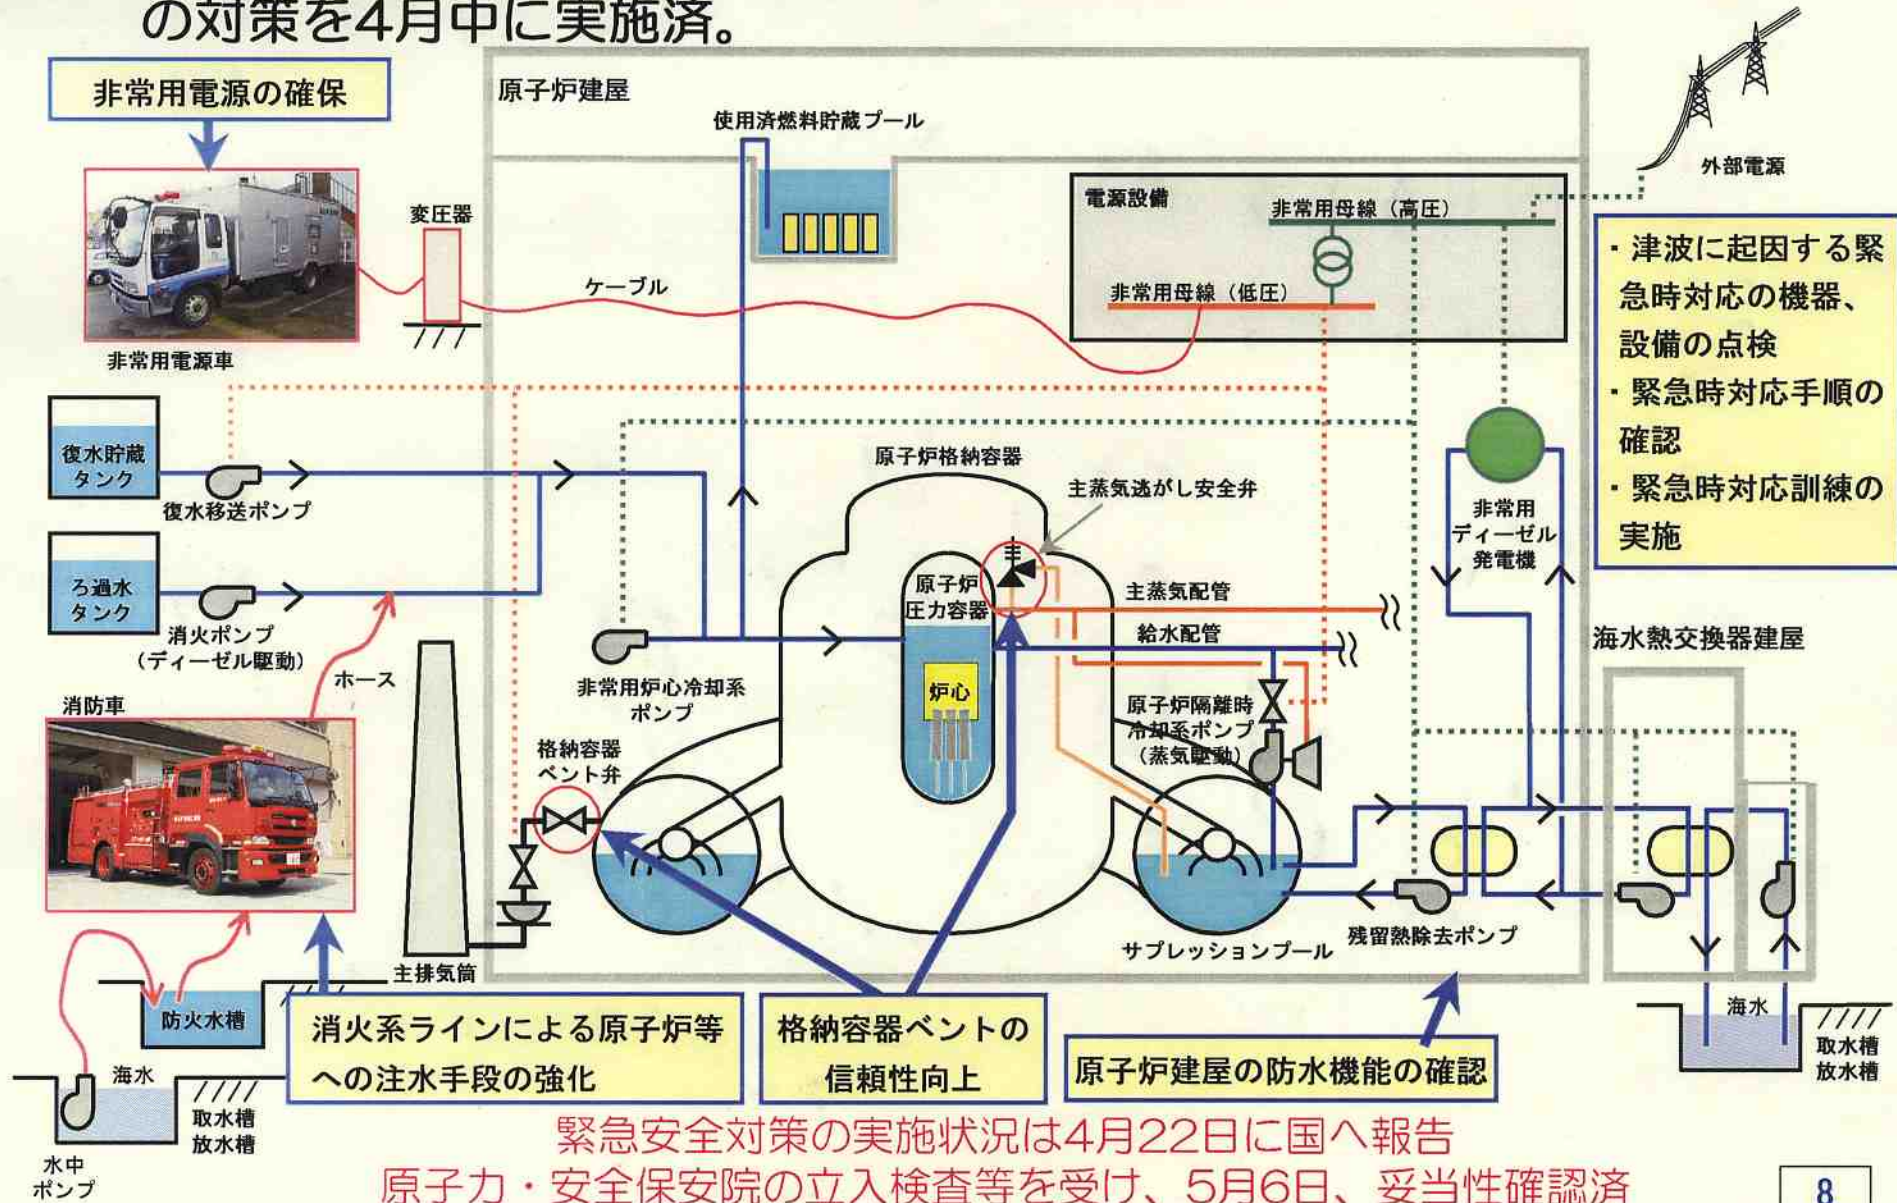 の対策を4月中に実施済。
非常用電源の確保
原子炉建屋
使用済燃料貯蔵プール
外部電源
電源設備
非常用母線（高圧）
非常用母線（低圧）
変圧器
ケーブル
非常用電源車
・津波に起因する緊
急時対応の機器、
設備の点検
・緊急時対応手順の
確認
・緊急時対応訓練の
実施
復水貯蔵
タンク
復水移送ポンプ
原子炉格納容器
主蒸気逃がし安全弁
非常用
ディーゼル
発電機
ろ過水
タンク
消火ポンプ
（ディーゼル駆動）
ホース
原子炉
圧力容器
主蒸気配管
給水配管
海水熱交換器建屋
非常用炉心冷却系
ポンプ
炉心
原子炉隔離時
冷却系ポンプ
（蒸気駆動）
消防車
格納容器
ベント弁
残留熱除去ポンプ
サプレッションプール
主排気筒
防火水槽
海水
取水槽
放水槽
消火系ラインによる原子炉等
への注水手段の強化
格納容器ベントの
信頼性向上
原子炉建屋の防水機能の確認
海水
取水槽
放水槽
水中
ポンプ
緊急安全対策の実施状況は4月22日に国へ報告
原子力・安全保安院の立入検査等を受け、5月6日、妥当性確認済
8